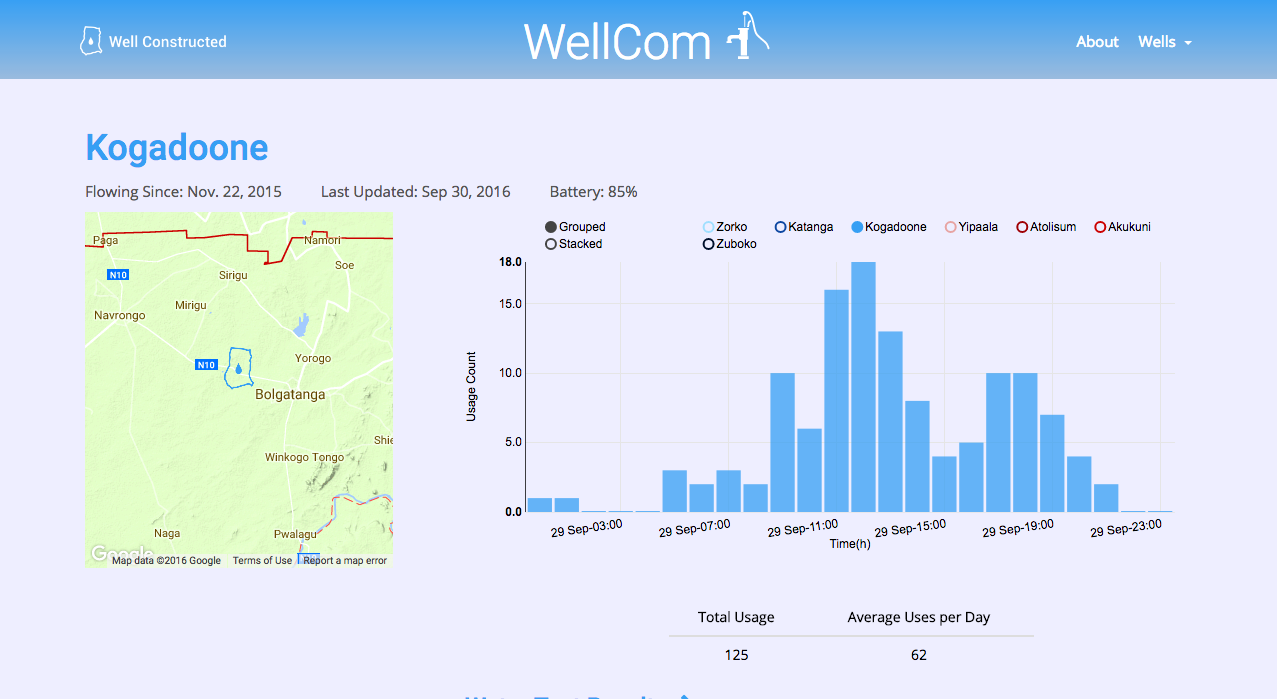 Well Constructed
WellCom
About Wells
Kogadoone
Flowing Since: Nov. 22, 2015 Last Updated: Sep 30, 2016 Battery: 85%
Paga
Namori
Soe
N10
Sirigu
Mirigu
Navrongo
Yorogo
N10
Bolgatanga
Shie
Winkogo Tongo
Naga
Pwalagu
Google
Map data ©2016 Google Terms of Use Report a map error
Grouped
Stacked
Zorko Katanga Kogadoone Yipaala Atolisum Akukuni
Zuboko
18.0
15.0
10.0
5.0
0.0
Usage Count
29 Sep-03:00 29 Sep-07:00 29 Sep-11:00 29 Sep-15:00 29 Sep-19:00 29 Sep-23:00
Time(h)
Total Usage Average Uses per Day
125 62